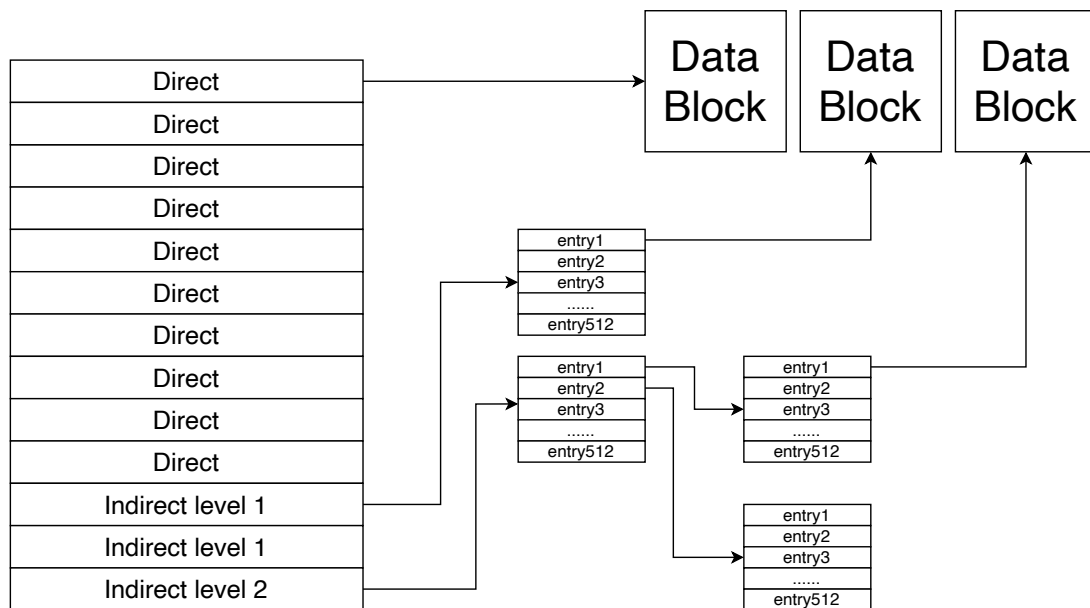 Direct
Direct
Direct
Direct
Direct
Direct
Direct
Direct
Direct
Direct
Indirect level 1
Indirect level 1
Indirect level 2
Data
Block
Data
Block
Data
Block
entry1
entry2
entry3
......
entry512
entry1
entry2
entry3
......
entry512
entry1
entry2
entry3
......
entry512
entry1
entry2
entry3
......
entry512